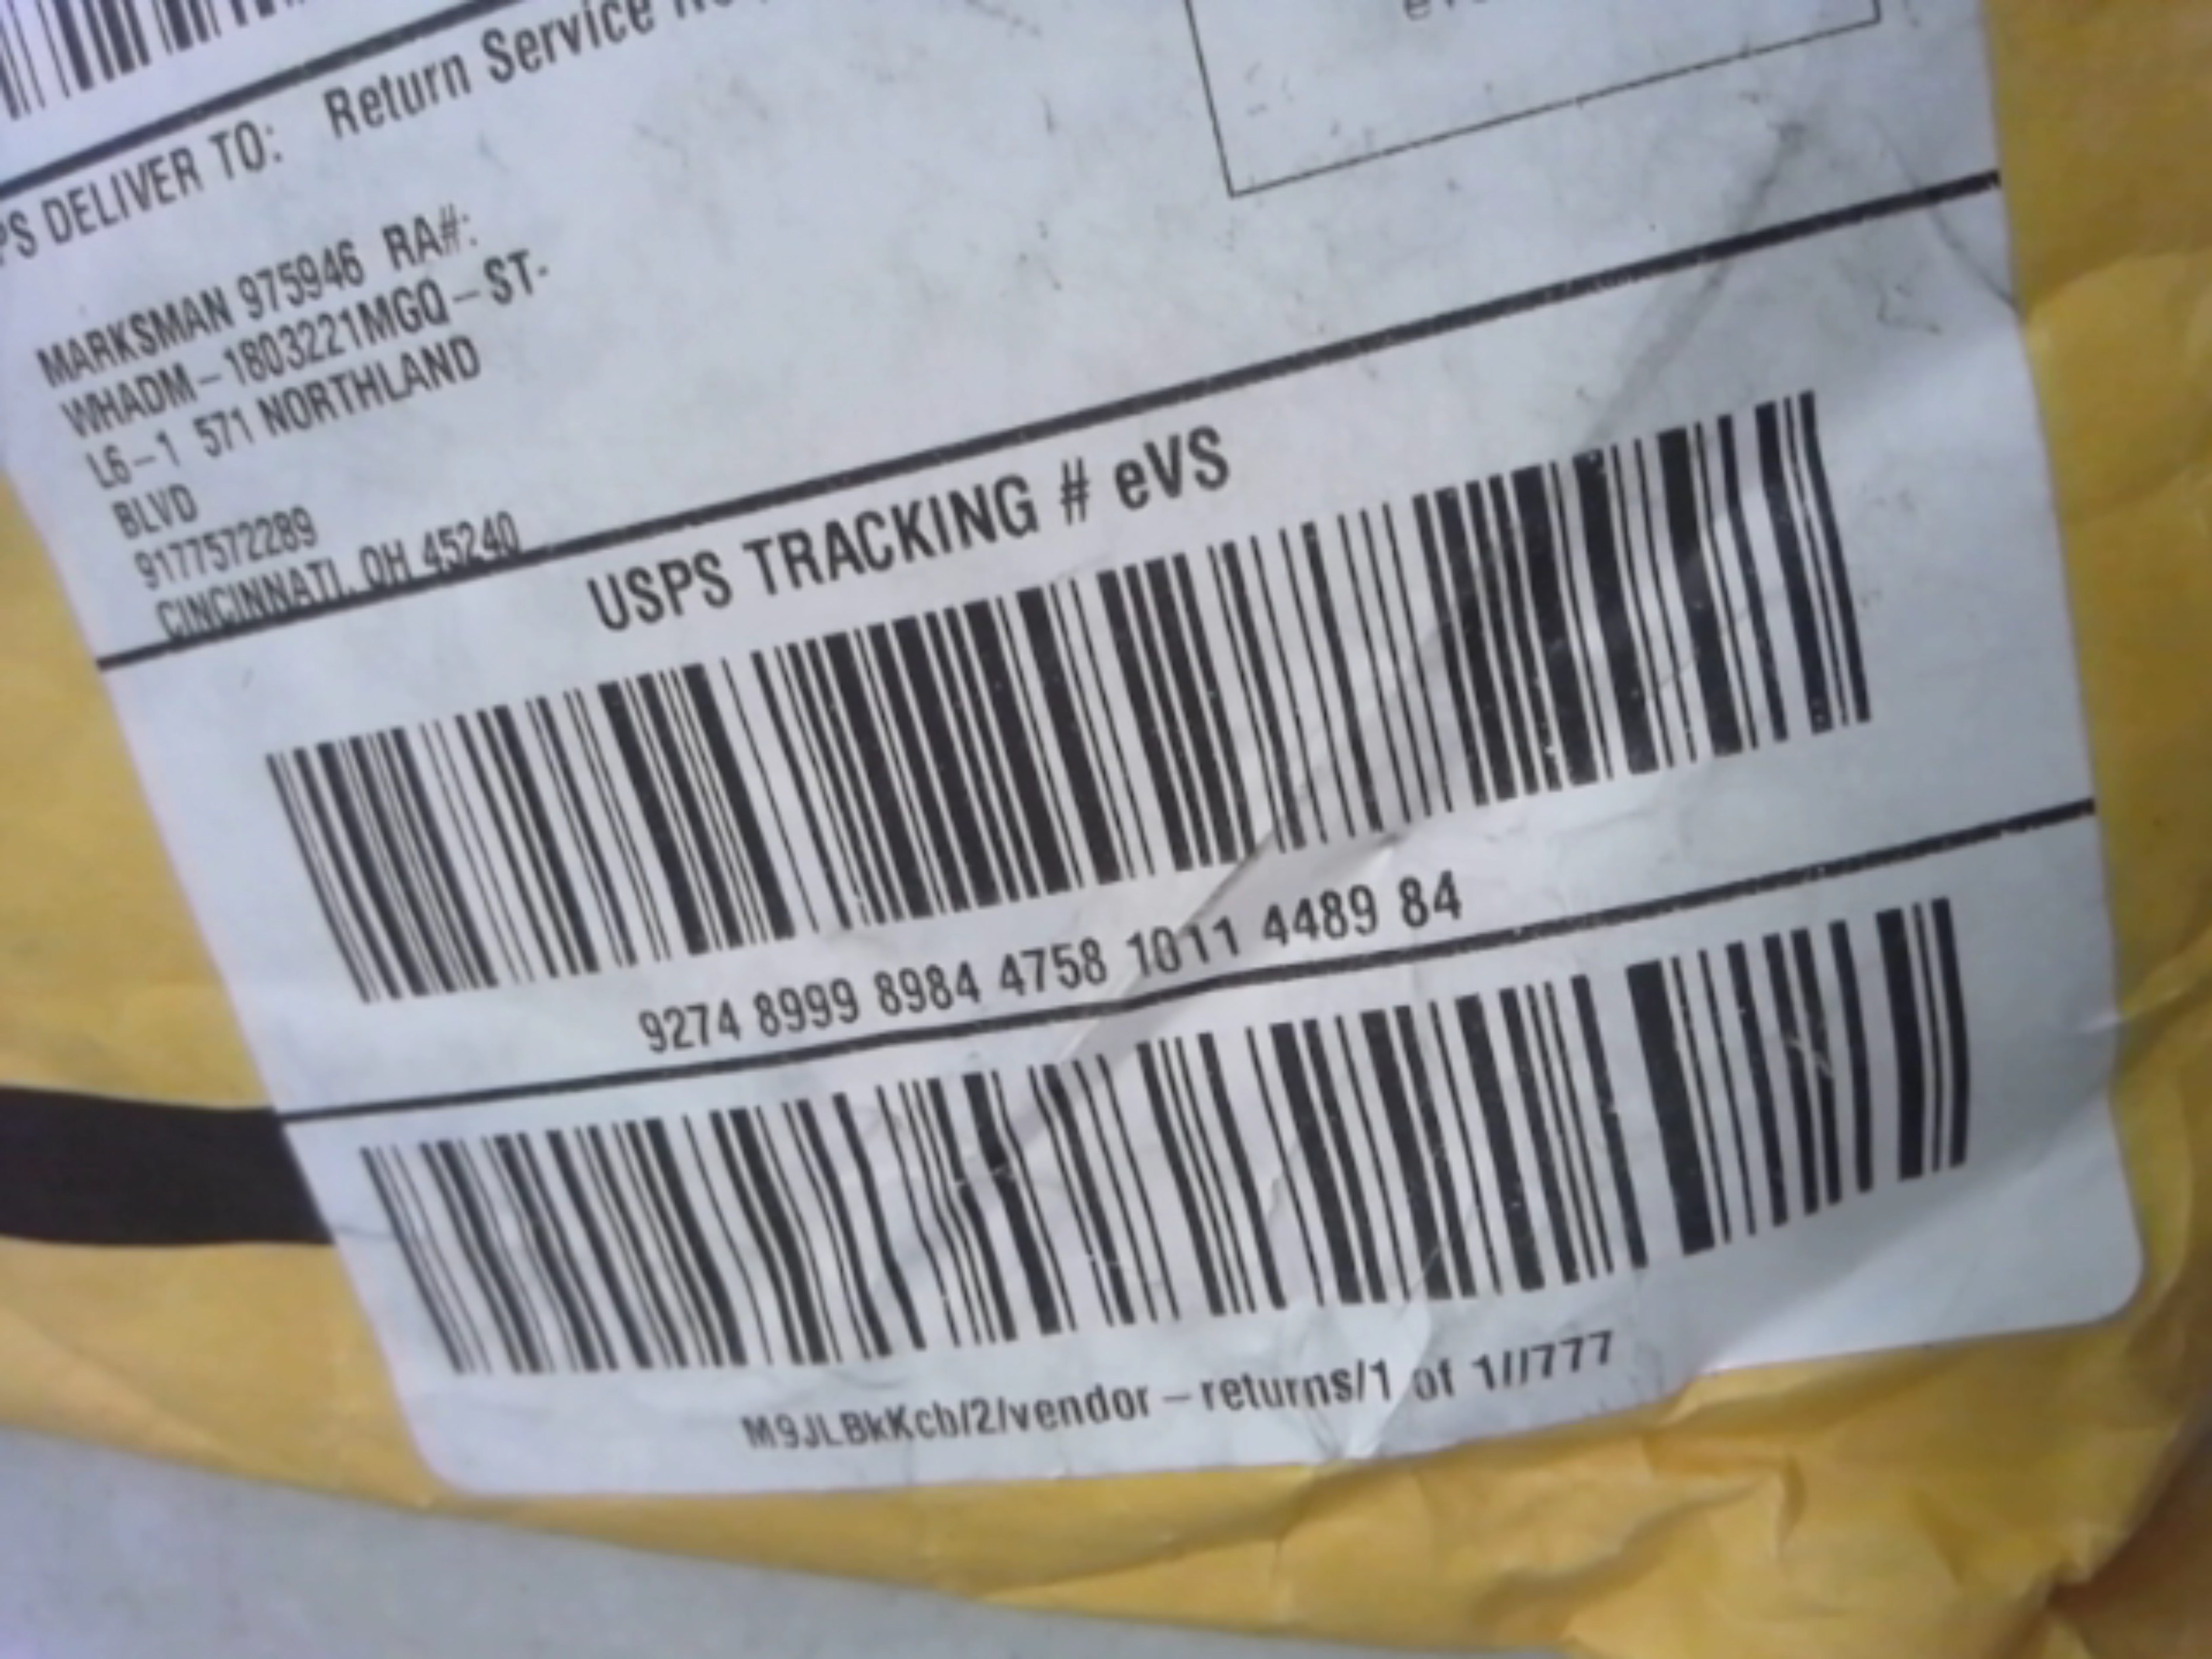 DELIVER TO: Return Service
MARKSMAN 975946 RA#:
WHADM-1803221MGQ-ST-
L6-1 571 NORTHLAND
BLVD
9177572289
CINCINNATI, OH 45240
USPS TRACKING # eVS
9274 8999 8984 4758 1011 4489 84
M9JLBkKcb/2/vendor-returns/1 of 1//777